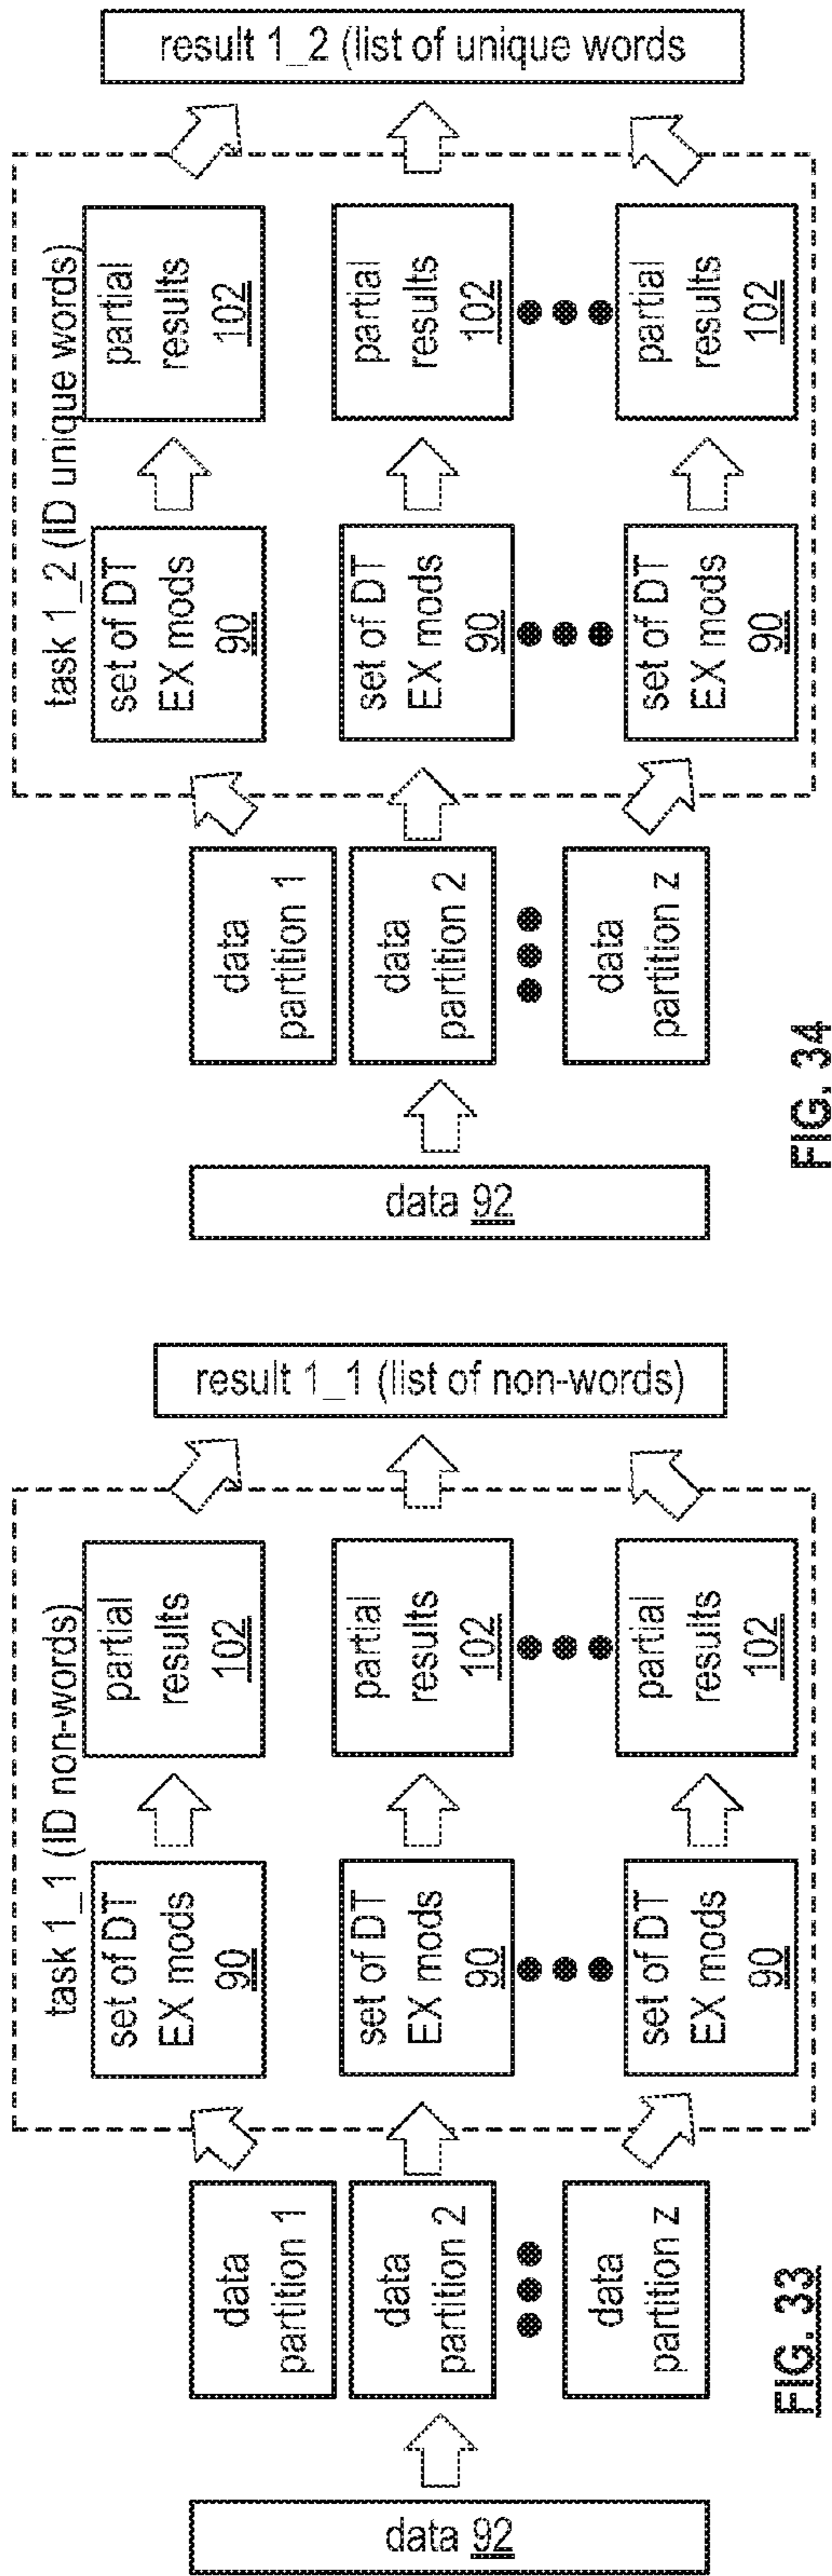 data 92
data
partition 1
data
partition 2
data
partition z
task 1_1 (ID non-words)
set of DT
EX mods
90
set of DT
EX mods
90
set of DT
EX mods
90
partial
results
102
partial
results
102
partial
results
102
result 1_1 (list of non-words)
FIG. 33
data 92
data
partition 1
data
partition 2
data
partition z
task 1_2 (ID unique words)
set of DT
EX mods
90
set of DT
EX mods
90
set of DT
EX mods
90
partial
results
102
partial
results
102
partial
results
102
result 1_2 (list of unique words
FIG. 34